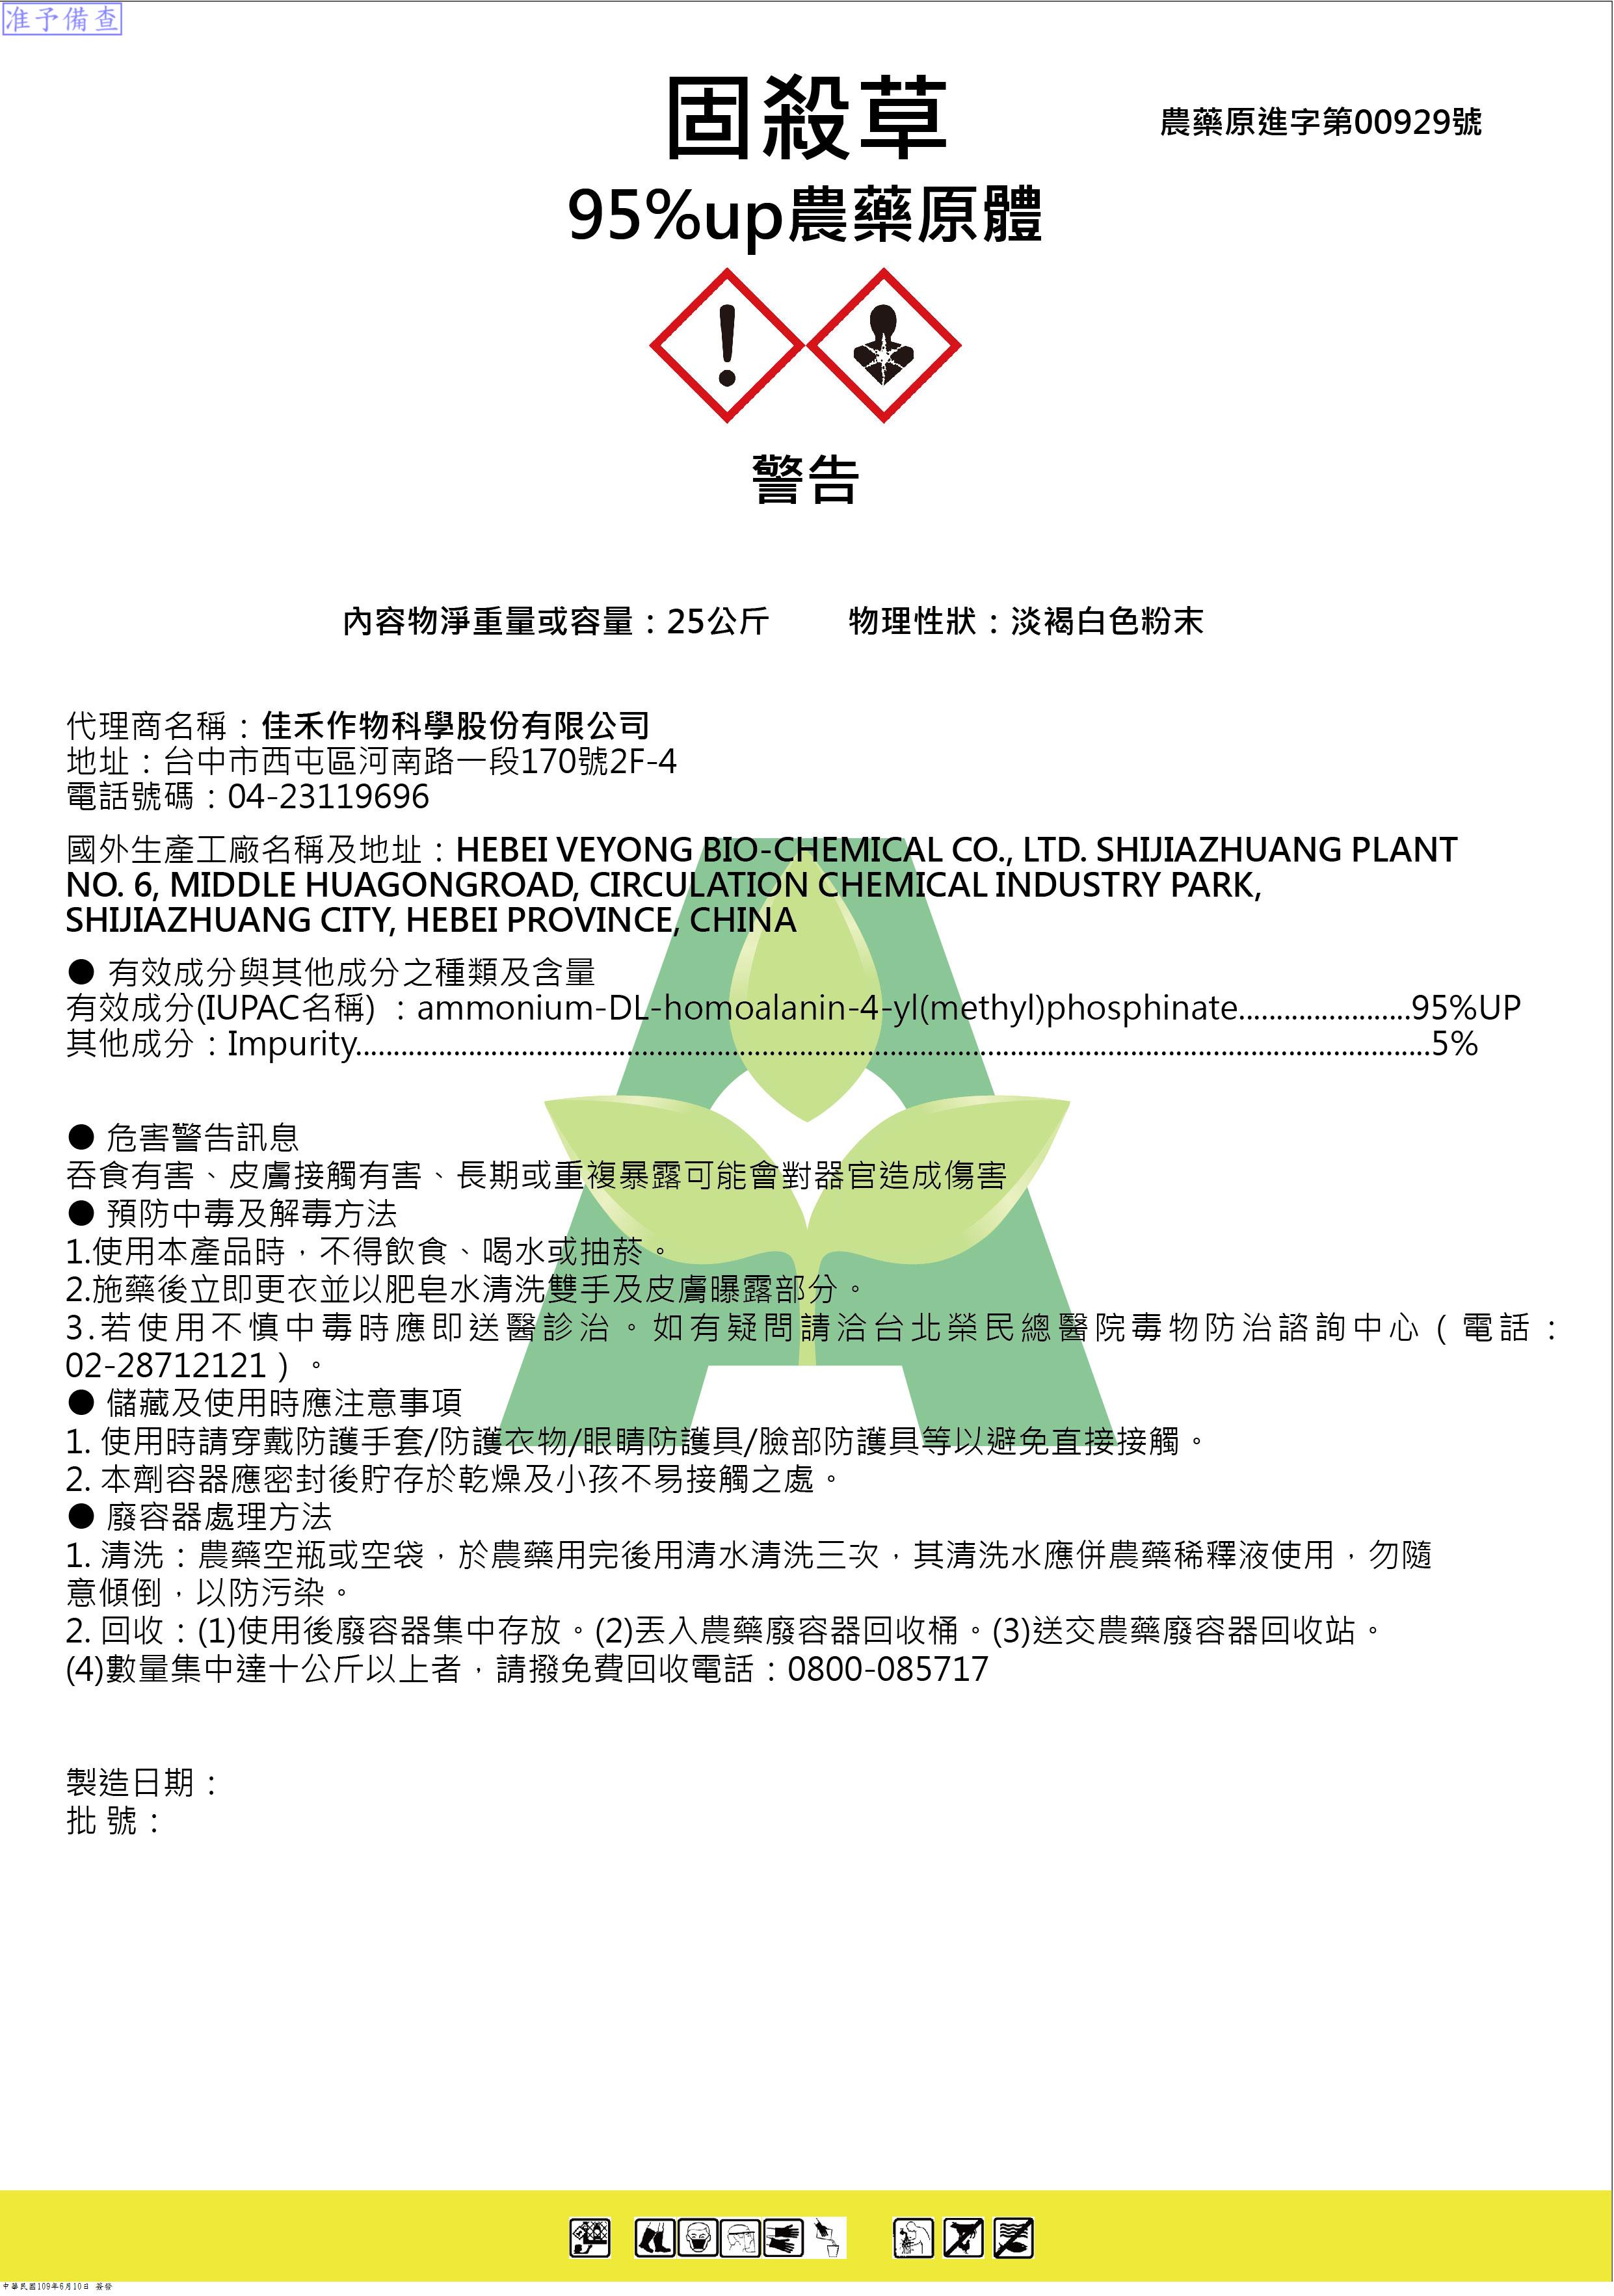 准予備查
固殺草
農藥原進字第00929號
95%up農藥原體
警告
內容物淨重量或容量：25公斤 物理性狀：淡褐白色粉末
代理商名稱：佳禾作物科學股份有限公司
地址：台中市西屯區河南路一段170號2F-4
電話號碼：04-23119696
國外生產工廠名稱及地址：HEBEI VEYONG BIO-CHEMICAL CO., LTD. SHIJIAZHUANG PLANT
NO. 6, MIDDLE HUAGONGROAD, CIRCULATION CHEMICAL INDUSTRY PARK,
SHIJIAZHUANG CITY, HEBEI PROVINCE, CHINA
● 有效成分與其他成分之種類及含量
有效成分(IUPAC名稱) ：ammonium-DL-homoalanin-4-yl(methyl)phosphinate.......................95%UP
其他成分：Impurity................................................................................................................................................5%
● 危害警告訊息
吞食有害、皮膚接觸有害、長期或重複暴露可能會對器官造成傷害
● 預防中毒及解毒方法
1.使用本產品時，不得飲食、喝水或抽菸。
2.施藥後立即更衣並以肥皂水清洗雙手及皮膚曝露部分。
3.若使用不慎中毒時應即送醫診治。如有疑問請洽台北榮民總醫院毒物防治諮詢中心（電話：
02-28712121）。
● 儲藏及使用時應注意事項
1. 使用時請穿戴防護手套/防護衣物/眼睛防護具/臉部防護具等以避免直接接觸。
2. 本劑容器應密封後貯存於乾燥及小孩不易接觸之處。
● 廢容器處理方法
1. 清洗：農藥空瓶或空袋，於農藥用完後用清水清洗三次，其清洗水應併農藥稀釋液使用，勿隨
意傾倒，以防污染。
2. 回收：(1)使用後廢容器集中存放。(2)丟入農藥廢容器回收桶。(3)送交農藥廢容器回收站。
(4)數量集中達十公斤以上者，請撥免費回收電話：0800-085717
製造日期：
批 號：
中華民國109年6月10日 簽發